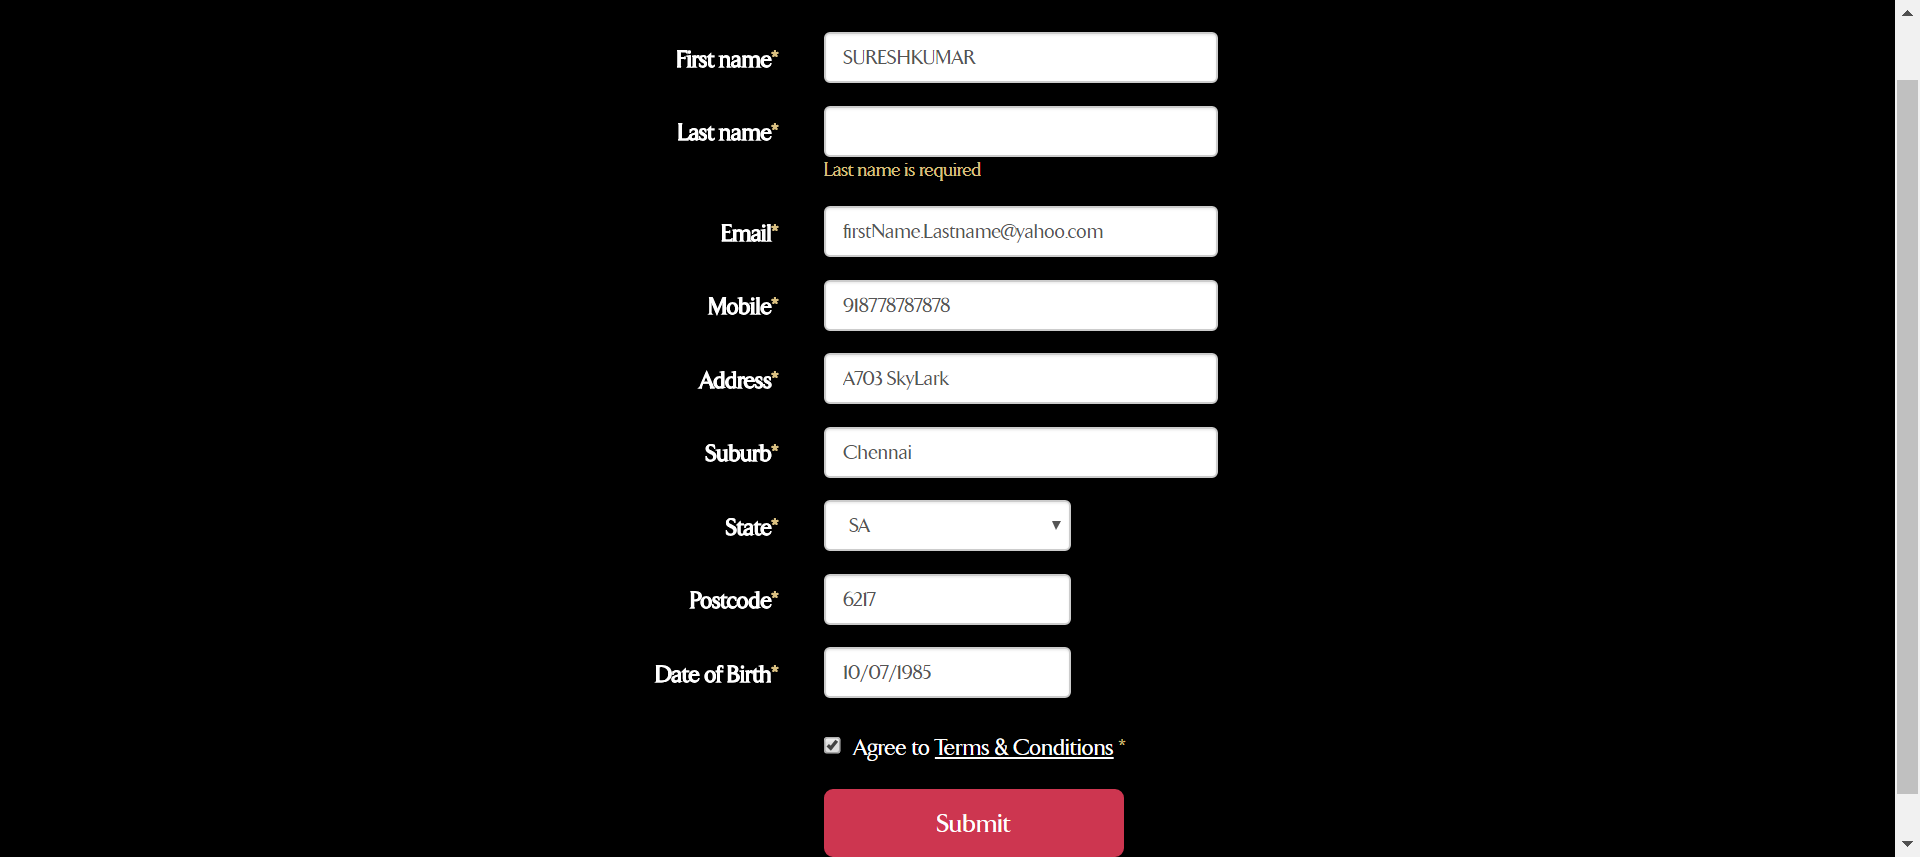 First name* SURESHKUMAR
Last name*
Last name is required
Email* firstName.Lastname@yahoo.com
Mobile* 918778787878
Address* A703 SkyLark
Suburb* Chennai
State* SA
Postcode* 6217
Date of Birth* 10/07/1985
Agree to Terms & Conditions *
Submit